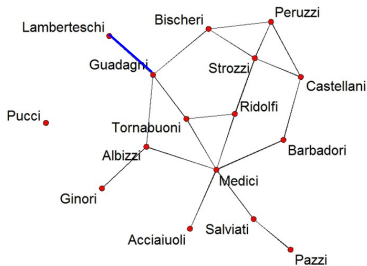 Peruzzi
Bischeri
Lamberteschi
Guadagni
Strozzi
Castellani
Pucci
Ridolfi
Tornabuoni
Albizzi
Barbadori
Medici
Ginori
Acciaiuoli
Salviati
Pazzi